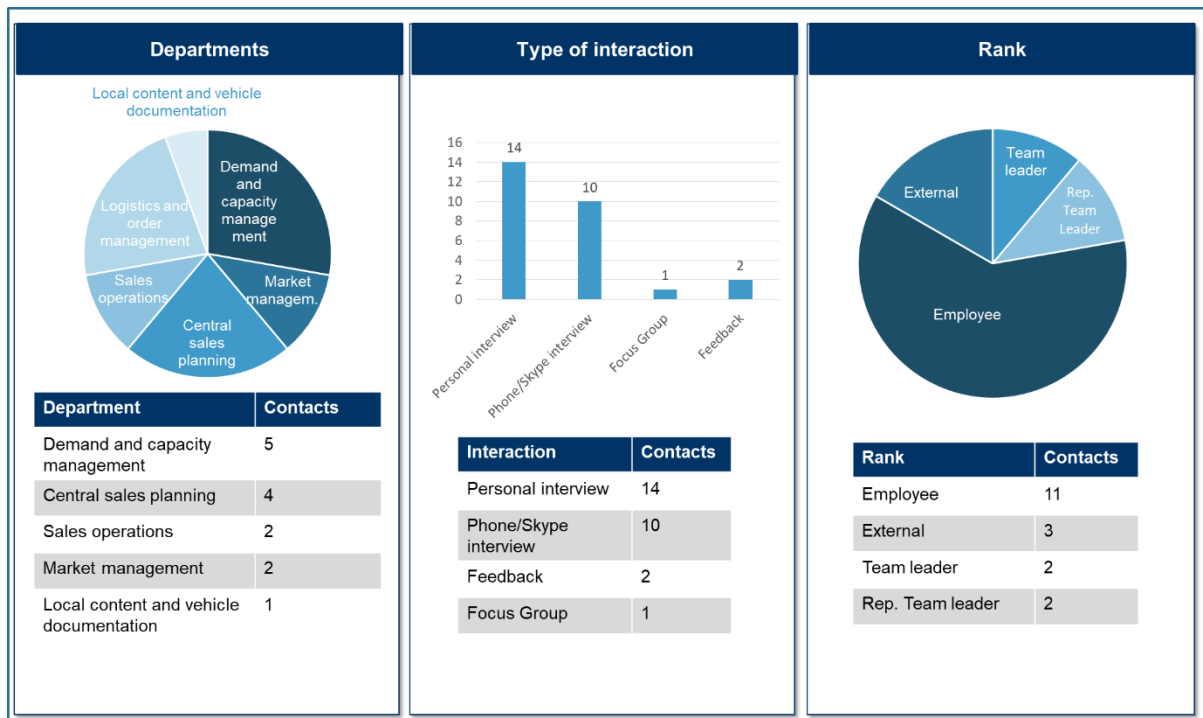 Departments
Local content and vehicle
documentation
Demand
and
capacity
manage
ment
Logistics and
order
management
Sales
operations
Market
managem.
Central
sales
planning
Department Contacts
Demand and capacity
management 5
Central sales planning 4
Sales operations 2
Market management 2
Local content and vehicle
documentation 1
Type of interaction
16
14
12
10
8
6
4
2
0
14
10
1
2
Personal interview
Phone/Skype interview
Focus Group
Feedback
Interaction Contacts
Personal interview 14
Phone/Skype
interview 10
Feedback 2
Focus Group 1
Rank
Team
leader
External
Rep.
Team
Leader
Employee
Rank Contacts
Employee 11
External 3
Team leader 2
Rep. Team leader 2